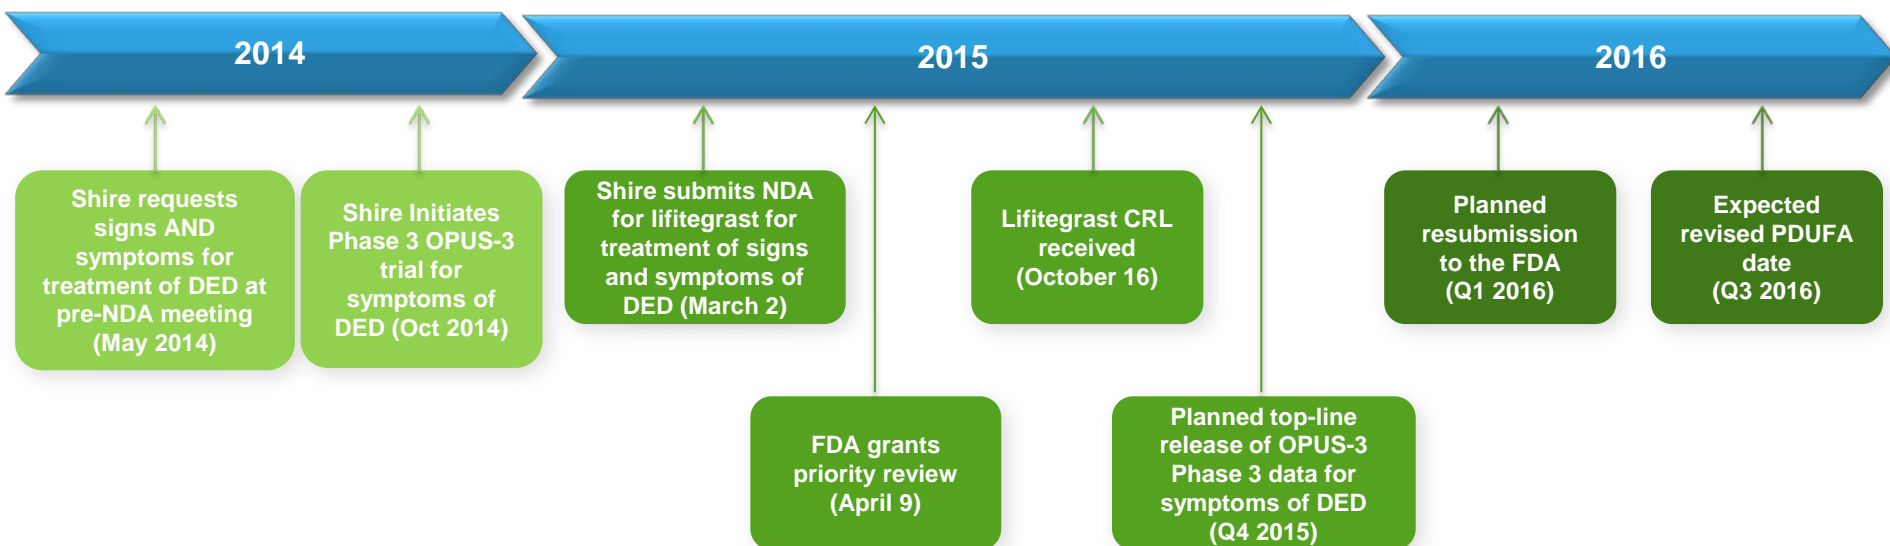 2014
2015
2016
Shire requests
signs AND
symptoms for
treatment of DED at
pre-NDA meeting
(May 2014)
Shire Initiates
Phase 3 OPUS-3
trial for
symptoms of
DED (Oct 2014)
Shire submits NDA
for lifitegrast for
treatment of signs
and symptoms of
DED (March 2)
FDA grants
priority review
(April 9)
Lifitegrast CRL
received
(October 16)
Planned top-line
release of OPUS-3
Phase 3 data for
symptoms of DED
(Q4 2015)
Planned
resubmission
to the FDA
(Q1 2016)
Expected
revised PDUFA
date
(Q3 2016)